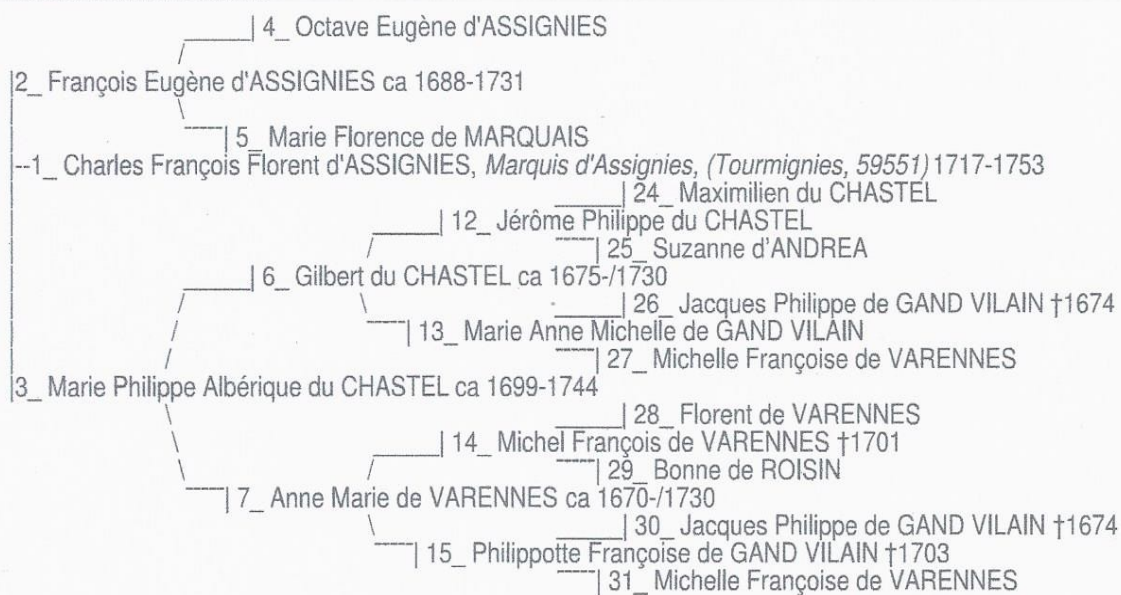 4_ Octave Eugène d'ASSIGNIES
2_ François Eugène d'ASSIGNIES ca 1688-1731
5_ Marie Florence de MARQUAIS
--1_ Charles François Florent d'ASSIGNIES, Marquis d'Assignies, (Tourmignies, 59551) 1717-1753
24_ Maximilien du CHASTEL
12_ Jérôme Philippe du CHASTEL
25_ Suzanne d'ANDREA
6_ Gilbert du CHASTEL ca 1675-/1730
26_ Jacques Philippe de GAND VILAIN †1674
13_ Marie Anne Michelle de GAND VILAIN
27_ Michelle Françoise de VARENNES
3_ Marie Philippe Albérique du CHASTEL ca 1699-1744
28_ Florent de VARENNES
14_ Michel François de VARENNES †1701
29_ Bonne de ROISIN
7_ Anne Marie de VARENNES ca 1670-/1730
30_ Jacques Philippe de GAND VILAIN †1674
15_ Philippotte Françoise de GAND VILAIN †1703
31_ Michelle Françoise de VARENNES